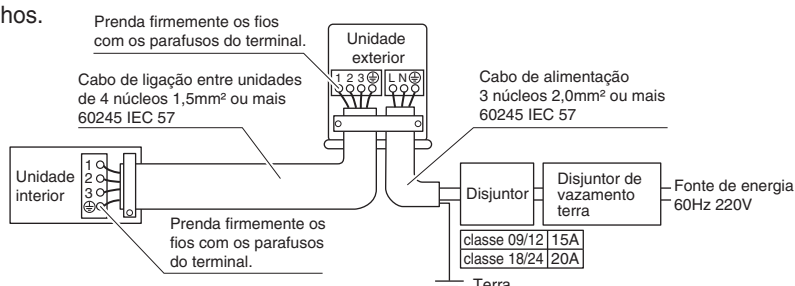 hos.
Prenda firmemente os fios
com os parafusos do terminal.
Unidade
exterior
1 2 3
L N
Cabo de ligação entre unidades
de 4 núcleos 1,5mm² ou mais
60245 IEC 57
Cabo de alimentação
3 núcleos 2,0mm² ou mais
60245 IEC 57
Unidade
interior
1
2
3
Prenda firmemente os
fios com os parafusos
do terminal.
Disjuntor
Disjuntor de
vazamento
terra
Fonte de energia
60Hz 220V
classe 09/12 15A
classe 18/24 20A
Terra